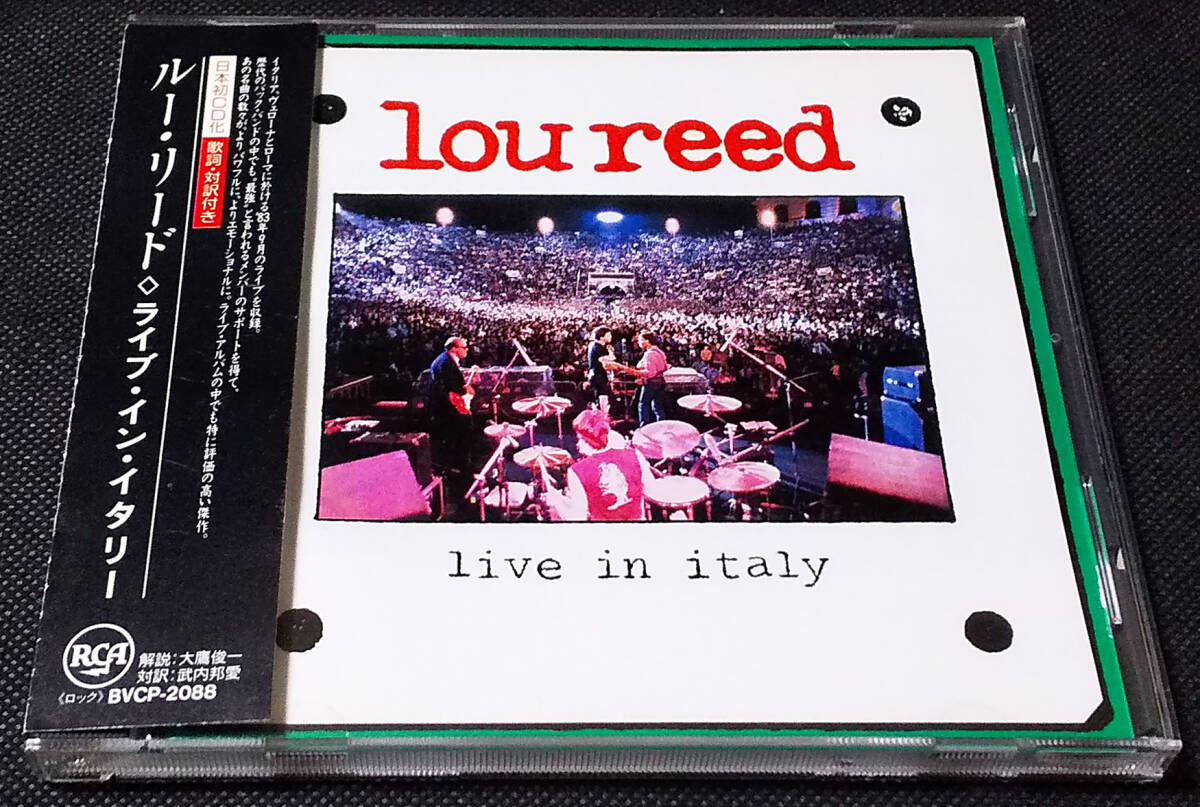 ルー・リード◇ライブ・イン・イタリー
日本初CD化
歌詞・対訳付き
イタリア、ヴェローナとローマに於ける'83年9月のライブを収録。
歴代のバック・バンドの中でも“最強”と言われるメンバーのサポートを得て、
あの名曲の数々が、よりパワフルに、よりエモーショナルに。ライブ・アルバムの中でも特に評価の高い傑作。
RCA
解説:大鷹俊一
対訳:武内邦愛
《ロック》BVCP-2088
lou reed
live in italy